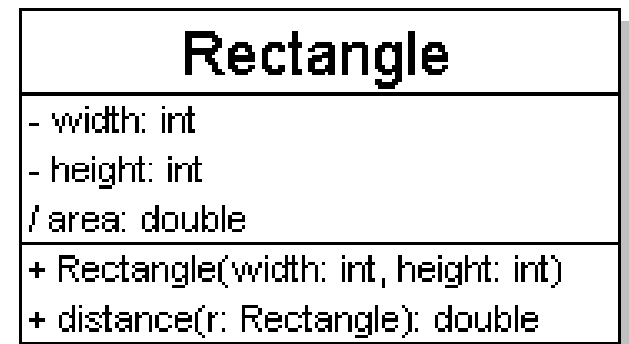 Rectangle
- width: int
- height: int
/ area: double
+ Rectangle(width: int, height: int)
+ distance(r: Rectangle): double